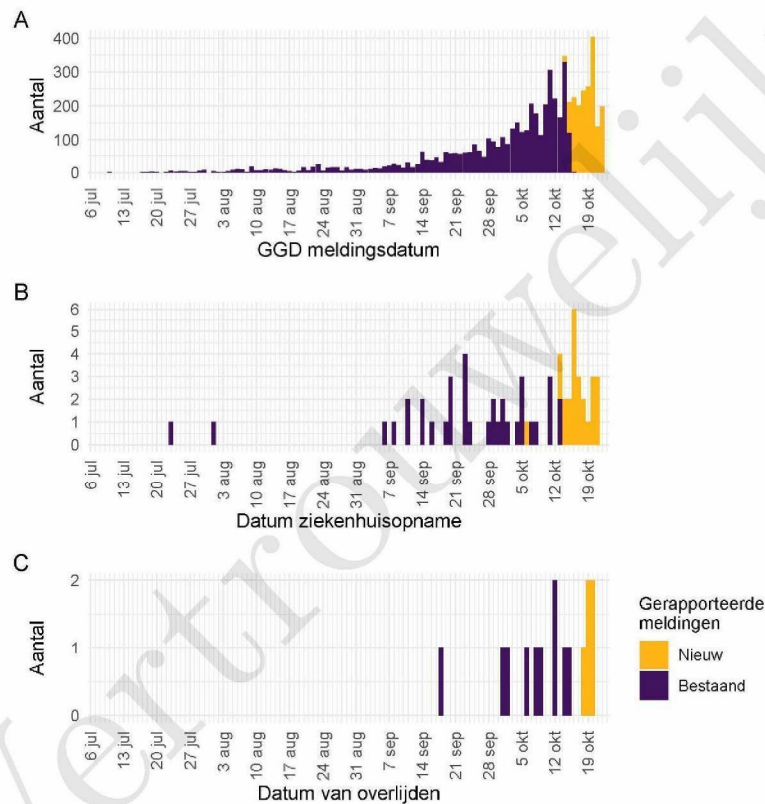 A
Aantal
400
300
200
100
0
6 jul
13 jul
20 jul
27 jul
3 aug
10 aug
17 aug
24 aug
31 aug
7 sep
14 sep
21 sep
28 sep
5 okt
12 okt
19 okt
GGD meldingsdatum
B
Aantal
6
5
4
3
2
1
0
6 jul
13 jul
20 jul
27 jul
3 aug
10 aug
17 aug
24 aug
31 aug
7 sep
14 sep
21 sep
28 sep
5 okt
12 okt
19 okt
Datum ziekenhuisopname
C
Aantal
2
1
0
6 jul
13 jul
20 jul
27 jul
3 aug
10 aug
17 aug
24 aug
31 aug
7 sep
14 sep
21 sep
28 sep
5 okt
12 okt
19 okt
Datum van overlijden
Gerapporteerde
meldingen
Nieuw
Bestaand
Vertrouwelijk